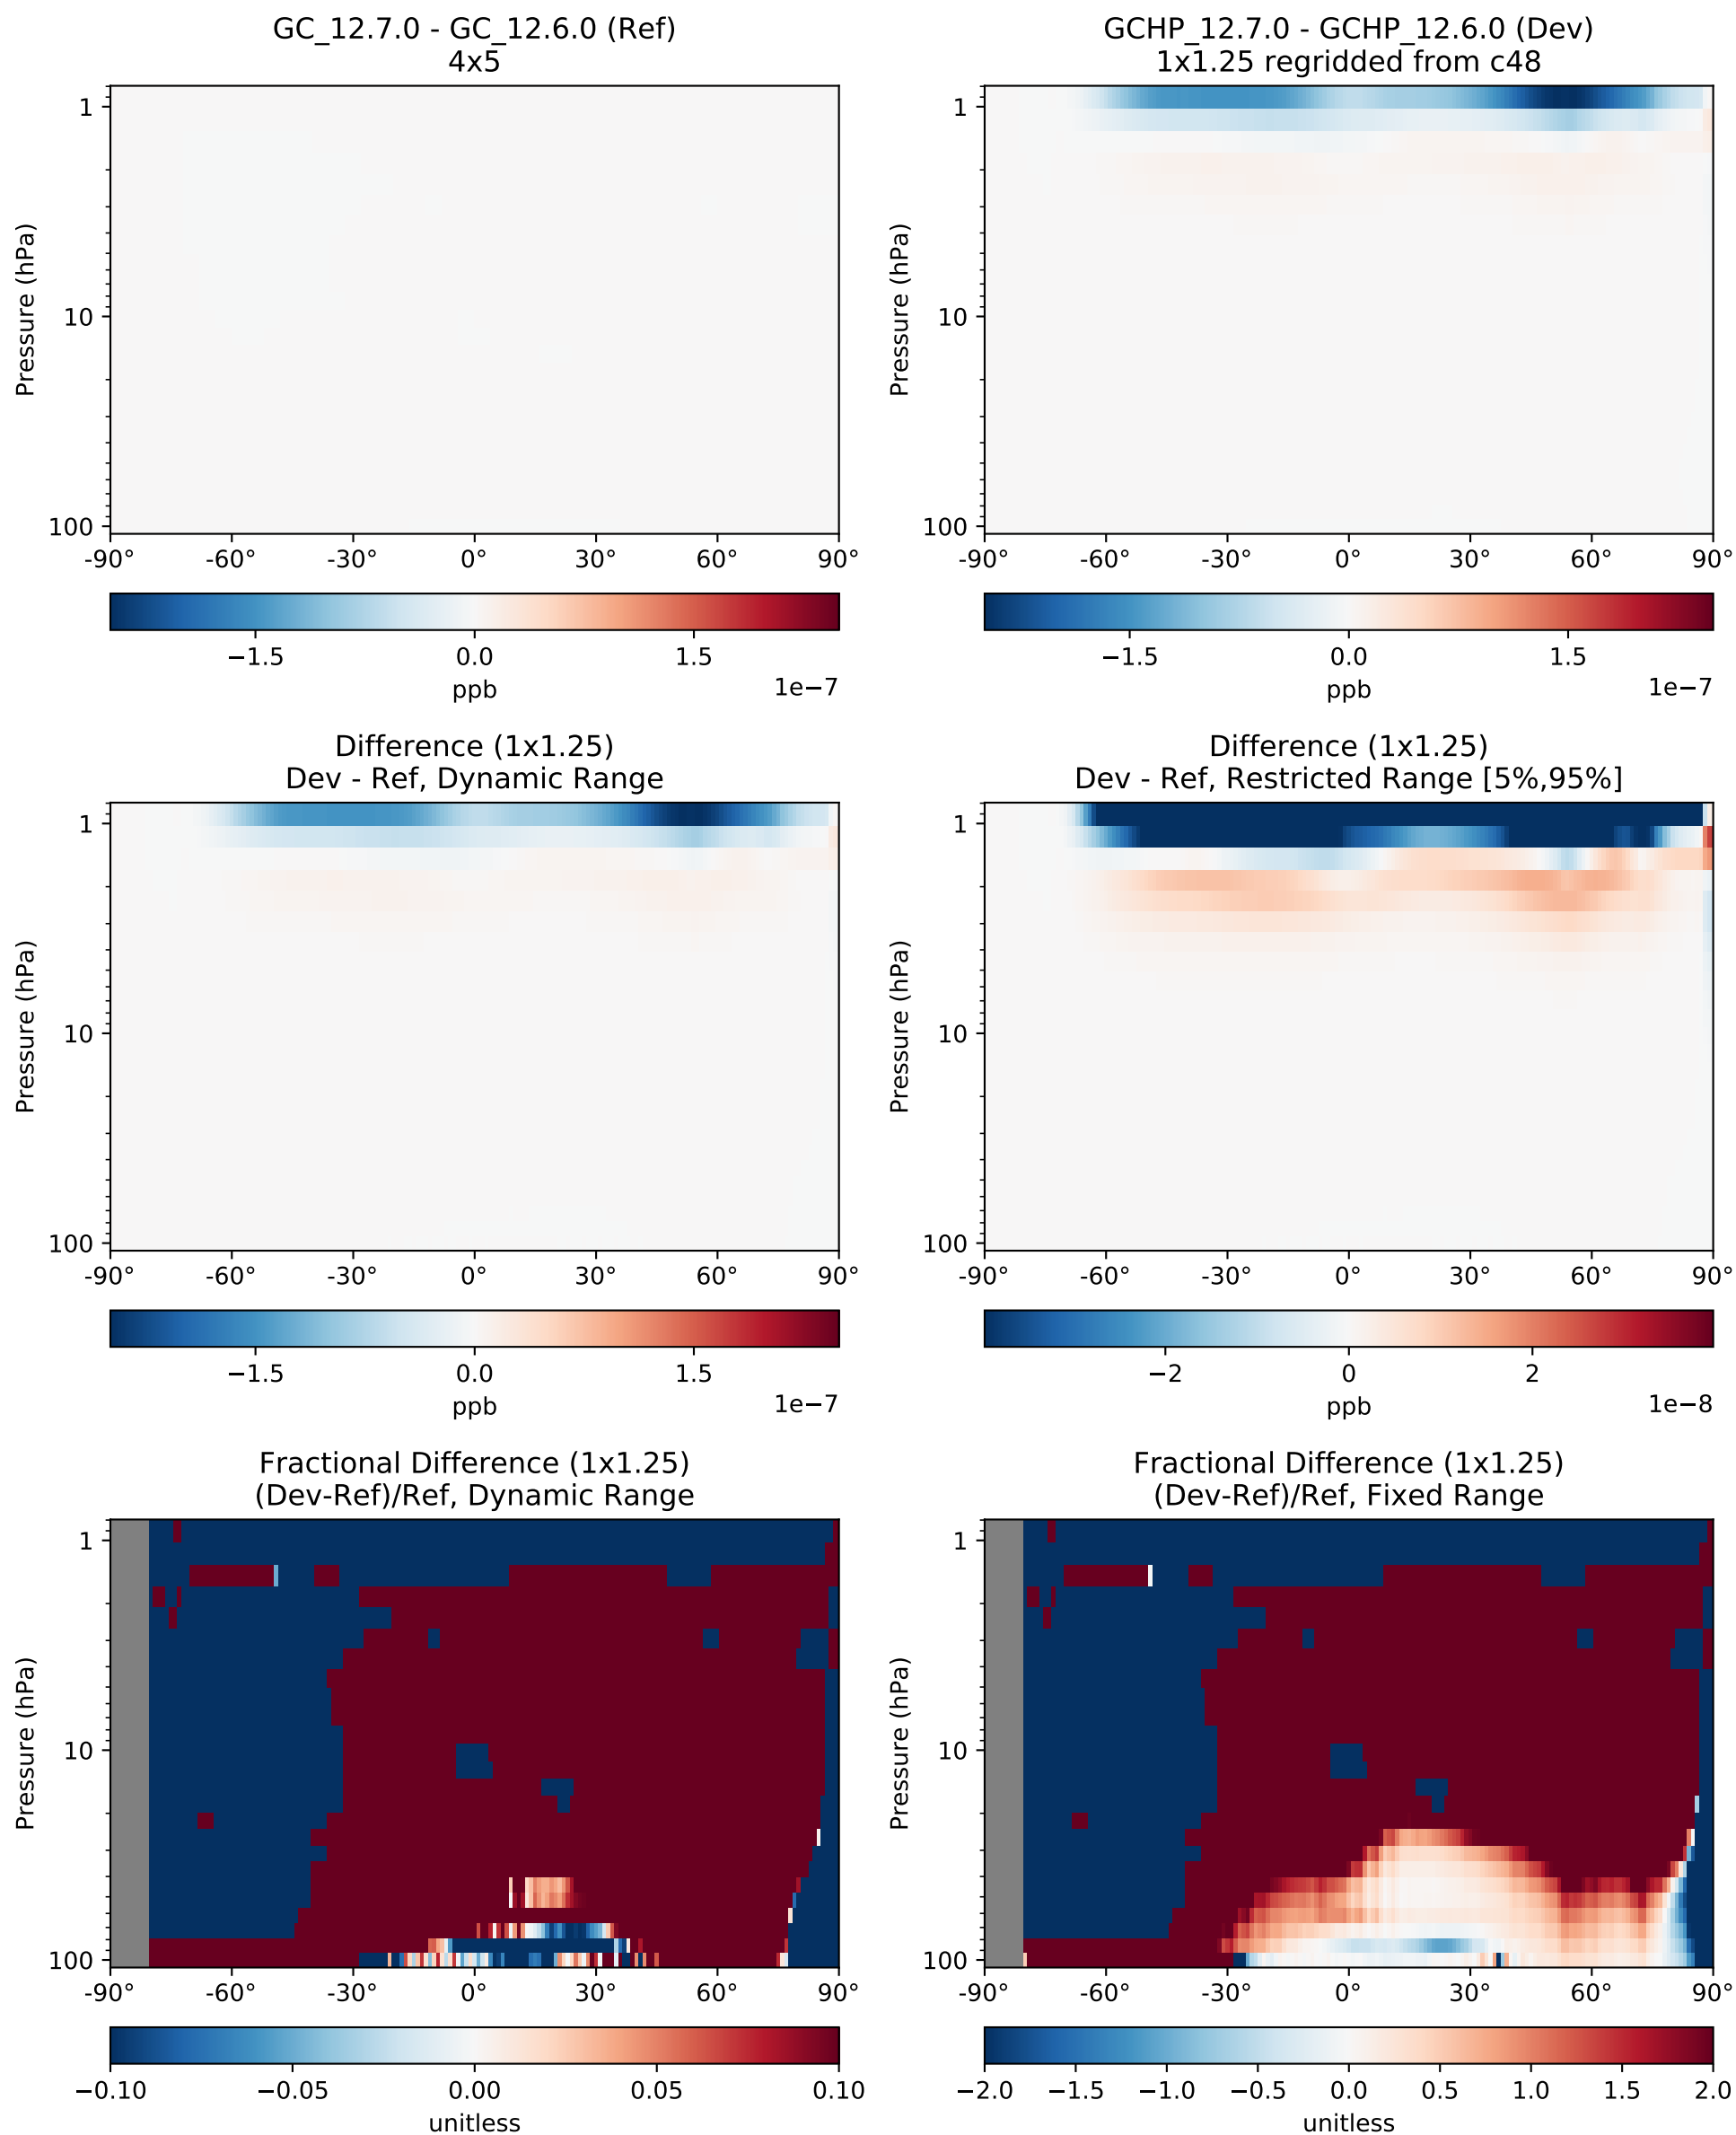 GC_12.7.0 - GC_12.6.0 (Ref)
4x5
Pressure (hPa)
1
10
100
-90° -60° -30° 0° 30° 60° 90°
−1.5 0.0 1.5
ppb
1e−7
GCHP_12.7.0 - GCHP_12.6.0 (Dev)
1x1.25 regridded from c48
Pressure (hPa)
1
10
100
-90° -60° -30° 0° 30° 60° 90°
−1.5 0.0 1.5
ppb
1e−7
Difference (1x1.25)
Dev - Ref, Dynamic Range
Pressure (hPa)
1
10
100
-90° -60° -30° 0° 30° 60° 90°
−1.5 0.0 1.5
ppb
1e−7
Difference (1x1.25)
Dev - Ref, Restricted Range [5%,95%]
Pressure (hPa)
1
10
100
-90° -60° -30° 0° 30° 60° 90°
−2 0 2
ppb
1e−8
Fractional Difference (1x1.25)
(Dev-Ref)/Ref, Dynamic Range
Pressure (hPa)
1
10
100
-90° -60° -30° 0° 30° 60° 90°
−0.10 −0.05 0.00 0.05 0.10
unitless
Fractional Difference (1x1.25)
(Dev-Ref)/Ref, Fixed Range
Pressure (hPa)
1
10
100
-90° -60° -30° 0° 30° 60° 90°
−2.0 −1.5 −1.0 −0.5 0.0 0.5 1.0 1.5 2.0
unitless